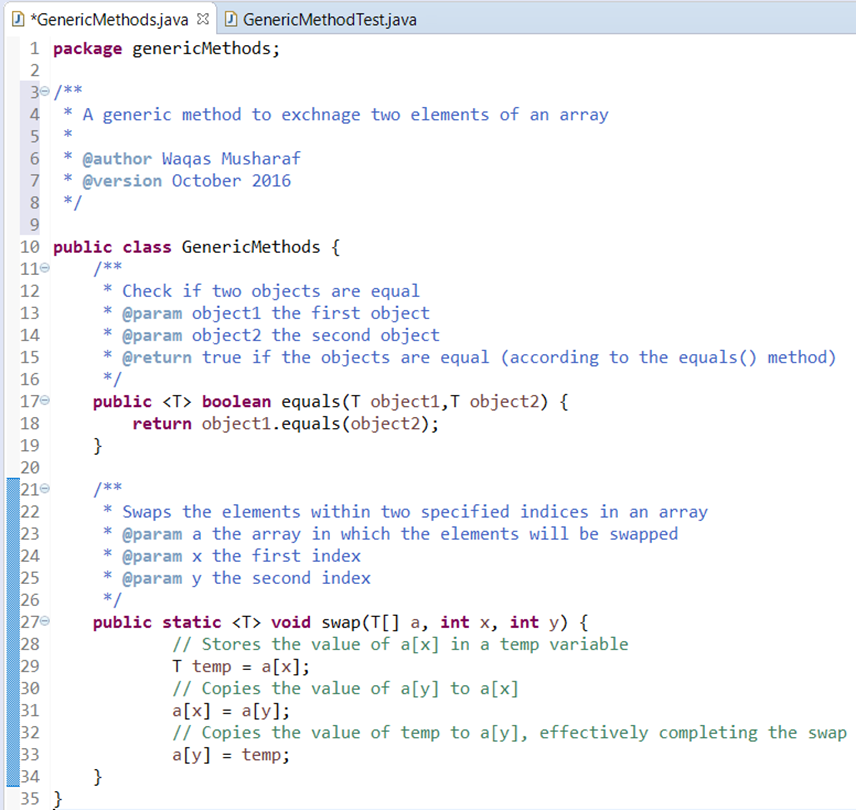 *GenericMethods.java GenericMethodTest.java
1 package genericMethods;
2
3 /**
4 * A generic method to exchnage two elements of an array
5 *
6 * @author Waqas Musharaf
7 * @version October 2016
8 */
9
10 public class GenericMethods {
11 /**
12 * Check if two objects are equal
13 * @param object1 the first object
14 * @param object2 the second object
15 * @return true if the objects are equal (according to the equals() method)
16 */
17 public <T> boolean equals(T object1,T object2) {
18 return object1.equals(object2);
19 }
20
21 /**
22 * Swaps the elements within two specified indices in an array
23 * @param a the array in which the elements will be swapped
24 * @param x the first index
25 * @param y the second index
26 */
27 public static <T> void swap(T[] a, int x, int y) {
28 // Stores the value of a[x] in a temp variable
29 T temp = a[x];
30 // Copies the value of a[y] to a[x]
31 a[x] = a[y];
32 // Copies the value of temp to a[y], effectively completing the swap
33 a[y] = temp;
34 }
35 }